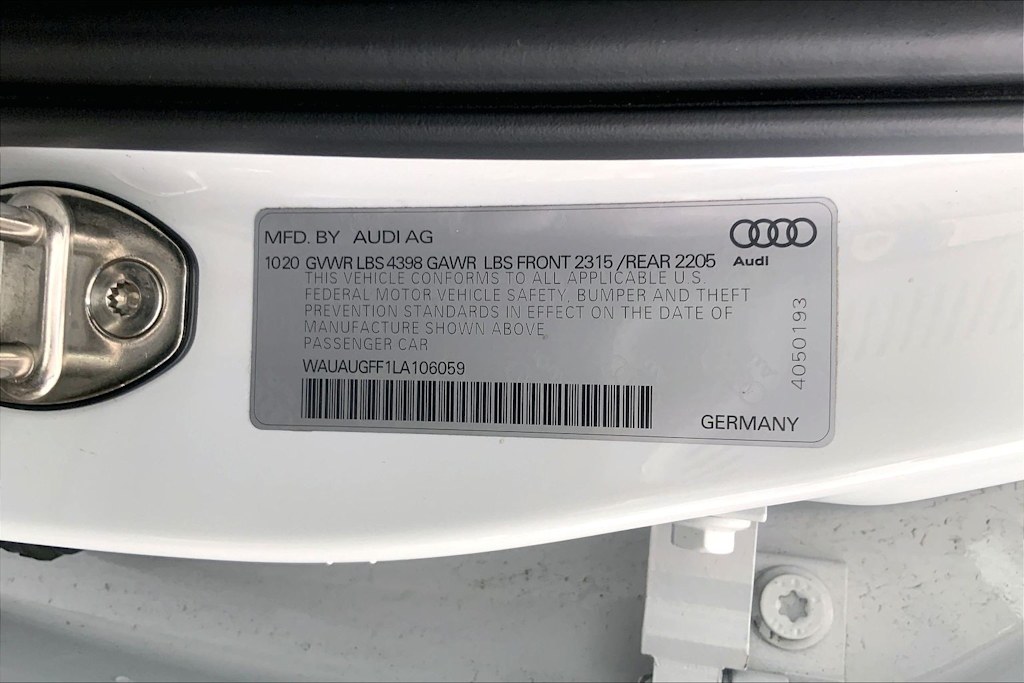 MFD. BY AUDI AG
Audi
1020 GVWR LBS 4398 GAWR LBS FRONT 2315 /REAR 2205
THIS VEHICLE CONFORMS TO ALL APPLICABLE U.S.
FEDERAL MOTOR VEHICLE SAFETY, BUMPER AND THEFT
PREVENTION STANDARDS IN EFFECT ON THE DATE OF
MANUFACTURE SHOWN ABOVE.
PASSENGER CAR
WAUAUGFF1LA106059
GERMANY
4050193